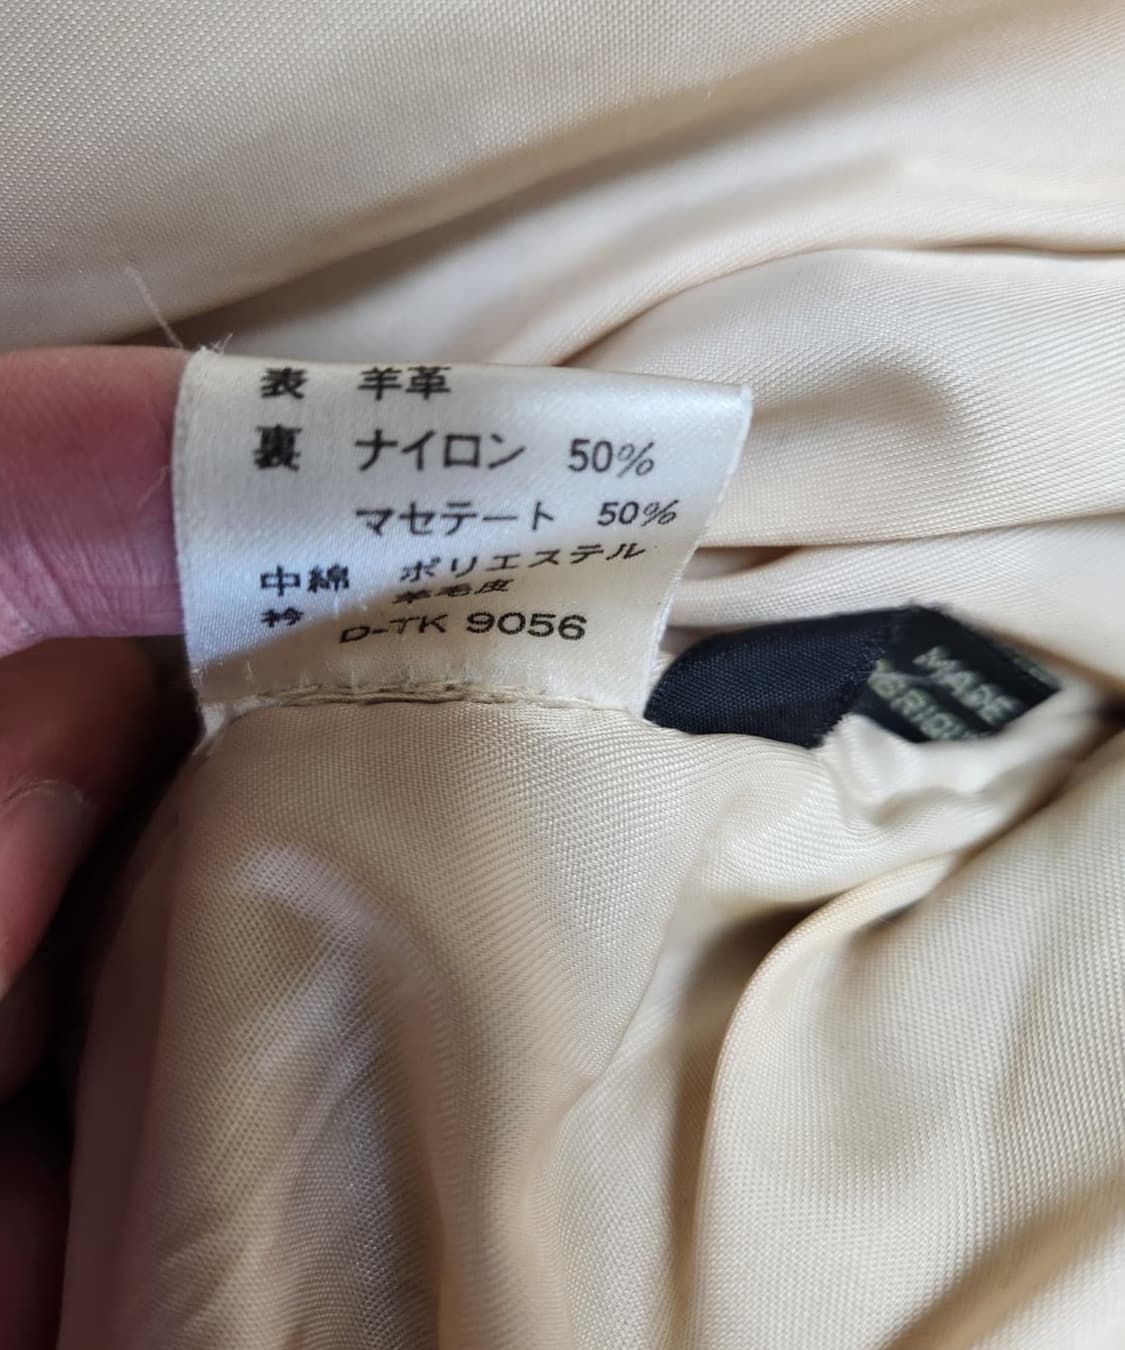 表 羊革
裏 ナイロン 50%
マセテート 50%
中綿 ポリエステル
衿 羊毛皮
D-TK 9056
MADE